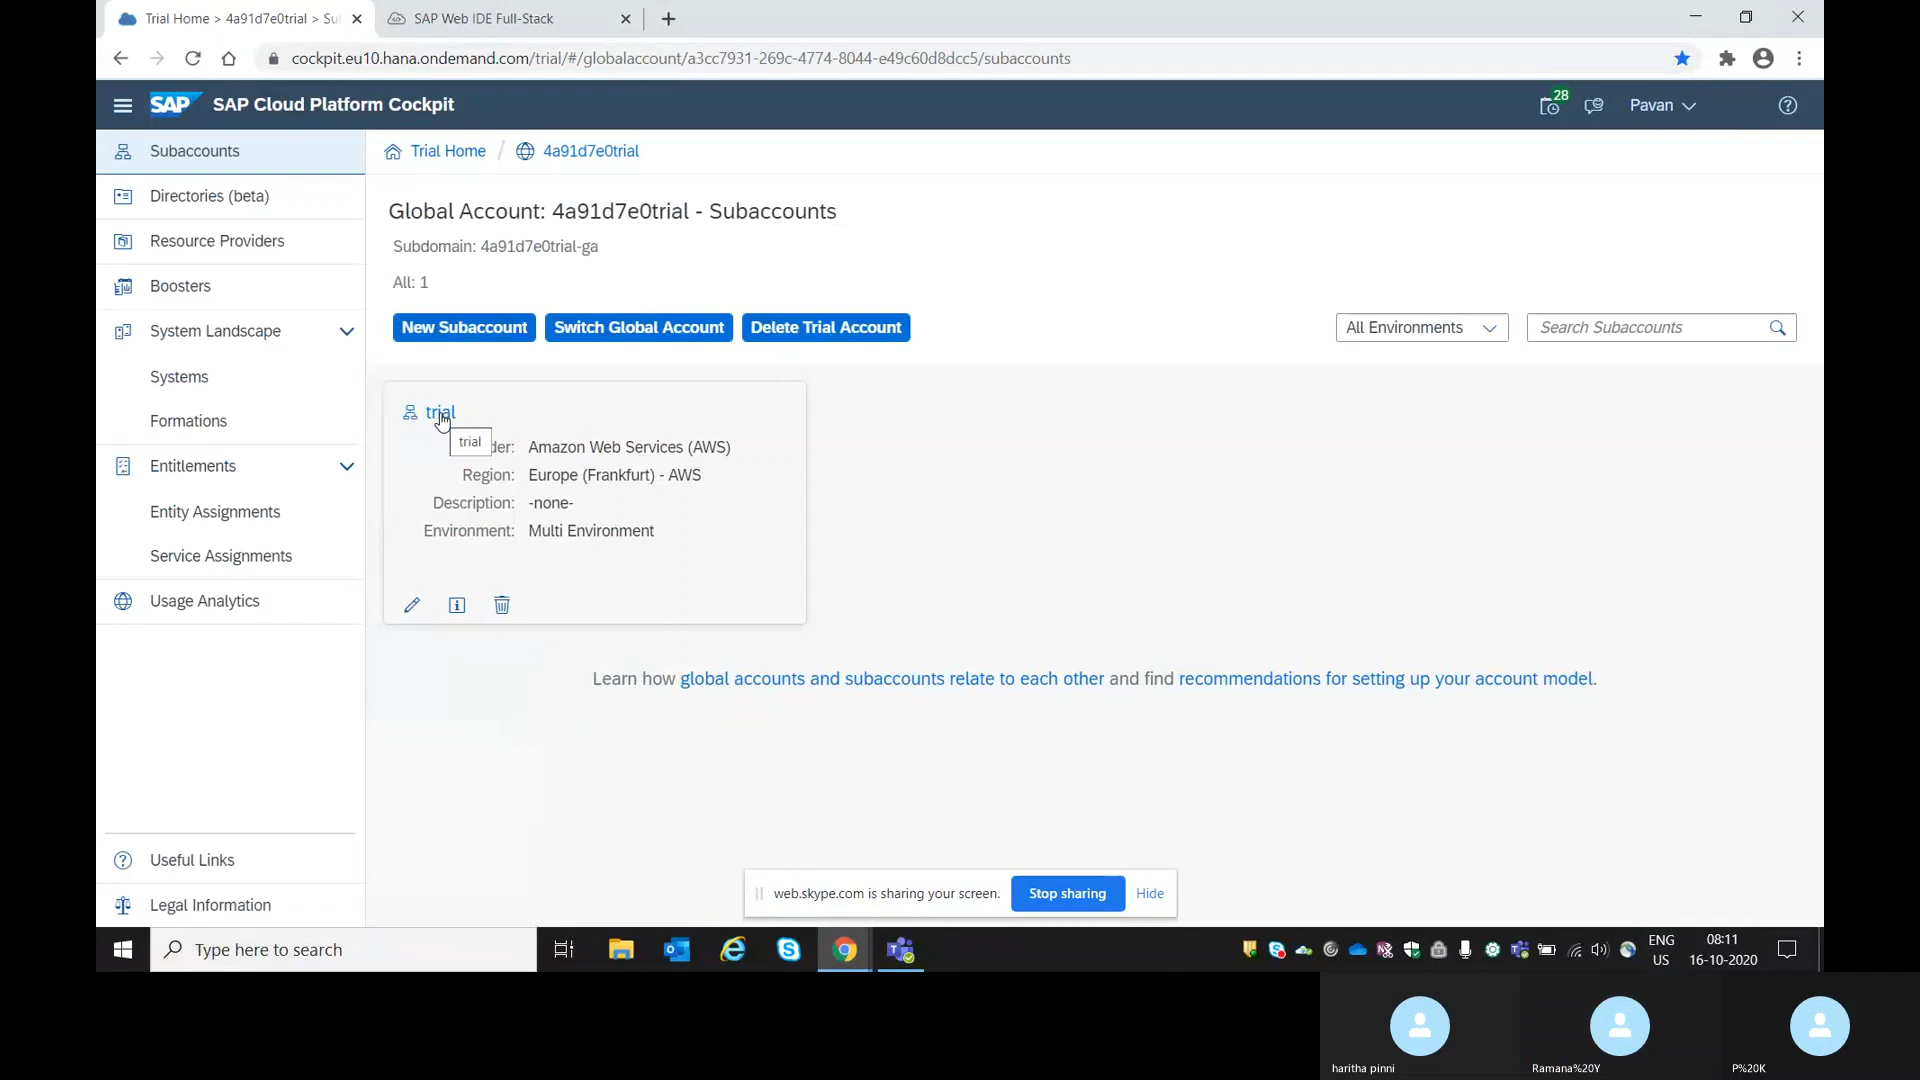 Trial Home > 4a91d7e0trial > Su
SAP Web IDE Full-Stack
cockpit.eu10.hana.ondemand.com/trial/#/globalaccount/a3cc7931-269c-4774-8044-e49c60d8dcc5/subaccounts
SAP SAP Cloud Platform Cockpit
28
Pavan
Subaccounts
Directories (beta)
Resource Providers
Boosters
System Landscape
Systems
Formations
Entitlements
Entity Assignments
Service Assignments
Usage Analytics
Useful Links
Legal Information
Trial Home / 4a91d7e0trial
Global Account: 4a91d7e0trial - Subaccounts
Subdomain: 4a91d7e0trial-ga
All: 1
New Subaccount Switch Global Account Delete Trial Account
All Environments
Search Subaccounts
trial
trial
der: Amazon Web Services (AWS)
Region: Europe (Frankfurt) - AWS
Description: -none-
Environment: Multi Environment
Learn how global accounts and subaccounts relate to each other and find recommendations for setting up your account model.
web.skype.com is sharing your screen. Stop sharing Hide
Type here to search
ENG
US
08:11
16-10-2020
haritha pinni
Ramana%20Y
P%20K